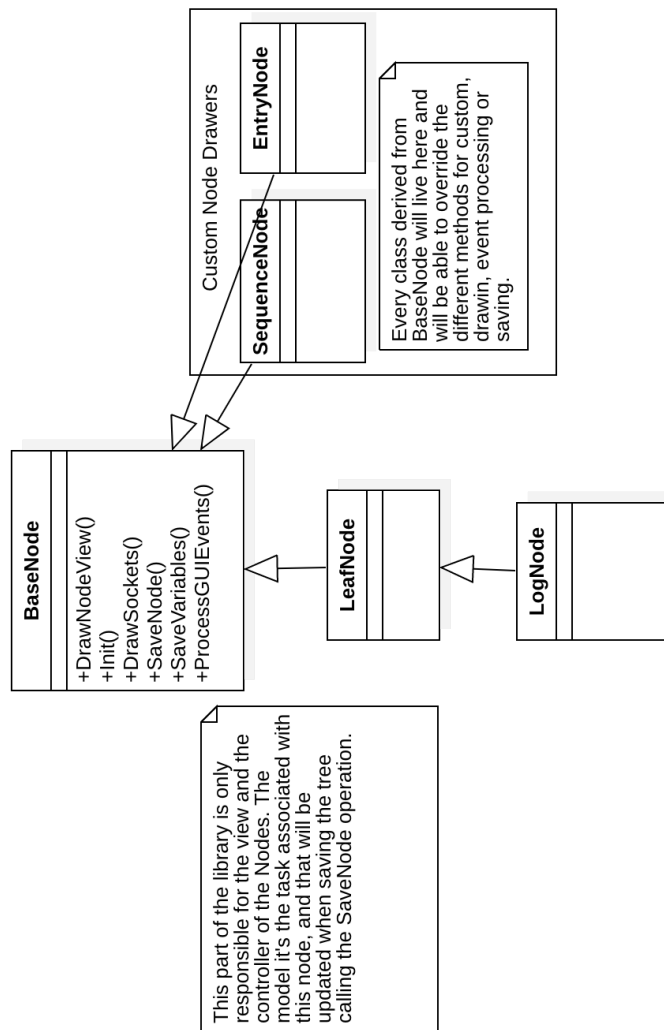 This part of the library is only
responsible for the view and the
controller of the Nodes. The
model it's the task associated with
this node, and that will be
updated when saving the tree
calling the SaveNode operation.
BaseNode
+DrawNodeView()
+Init()
+DrawSockets()
+SaveNode()
+SaveVariables()
+ProcessGUIEvents()
LeafNode
LogNode
Custom Node Drawers
SequenceNode
EntryNode
Every class derived from
BaseNode will live here and
will be able to override the
different methods for custom,
drawin, event processing or
saving.